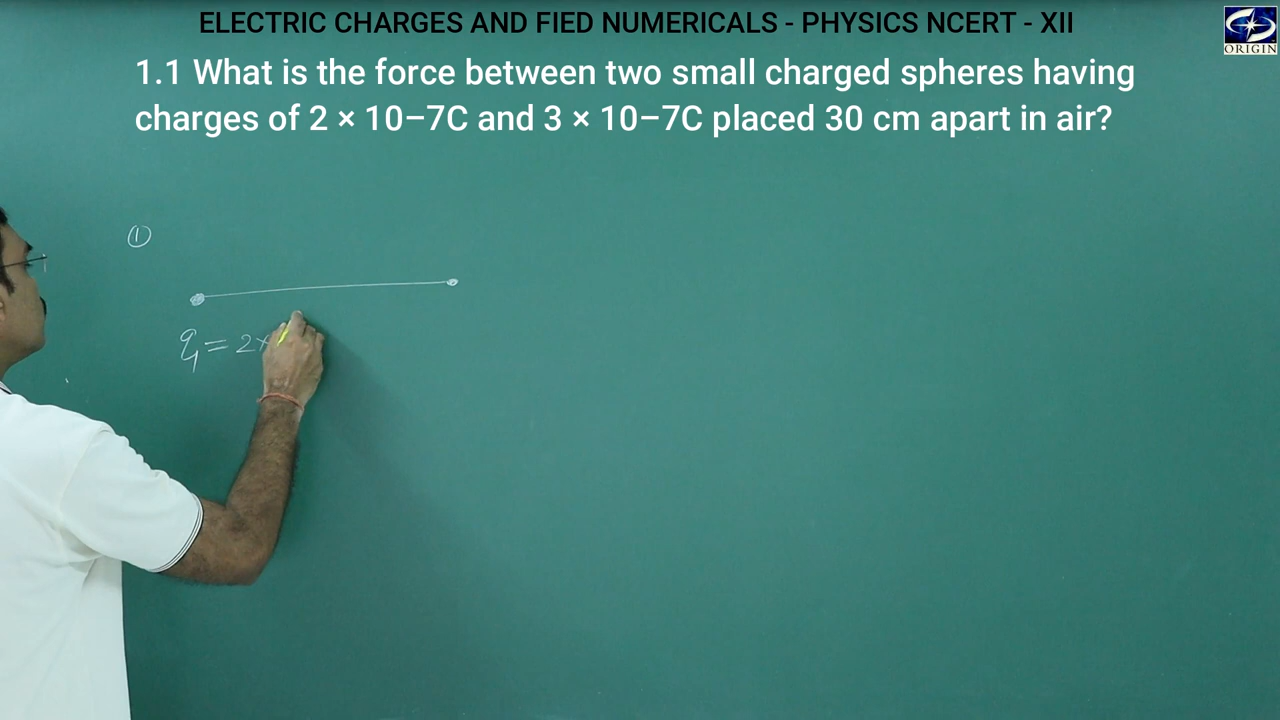 ELECTRIC CHARGES AND FIED NUMERICALS - PHYSICS NCERT - XII
ORIGIN
1.1 What is the force between two small charged spheres having
charges of 2 × 10–7C and 3 × 10–7C placed 30 cm apart in air?
①
q₁ = 2×